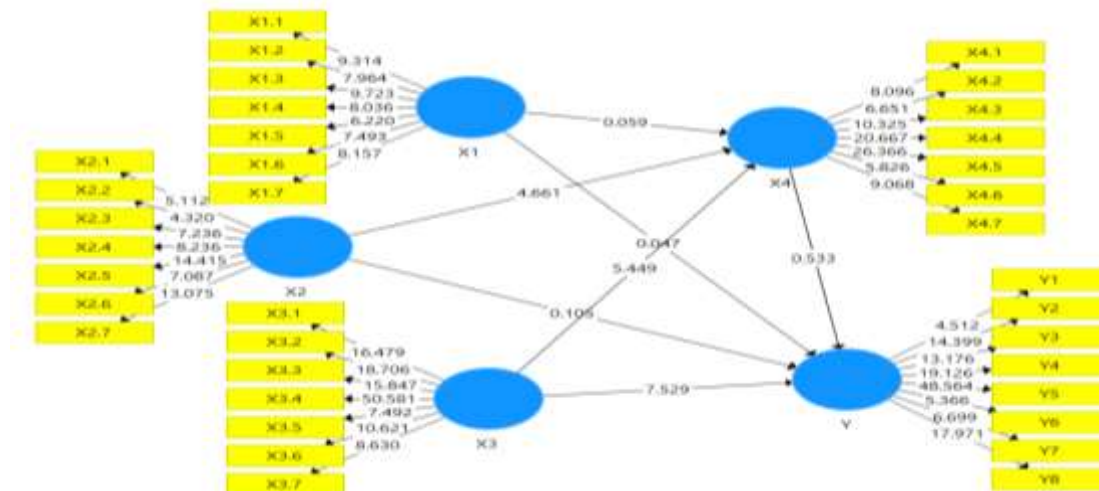 X1.1
X1.2
X1.3
X1.4
X1.5
X1.6
X1.7
9.314
7.964
9.723
8.036
6.220
7.493
8.157
X1
X2.1
X2.2
X2.3
X2.4
X2.5
X2.6
X2.7
5.112
4.320
7.236
8.236
14.415
7.087
13.075
X2
X3.1
X3.2
X3.3
X3.4
X3.5
X3.6
X3.7
16.479
18.706
15.847
50.581
7.492
10.621
8.630
X3
0.059
4.661
0.047
5.449
0.105
7.529
0.533
X4
8.096
6.651
10.325
20.667
26.366
5.826
9.068
X4.1
X4.2
X4.3
X4.4
X4.5
X4.6
X4.7
Y
4.512
14.399
13.176
19.126
48.564
5.366
6.699
17.971
Y1
Y2
Y3
Y4
Y5
Y6
Y7
Y8